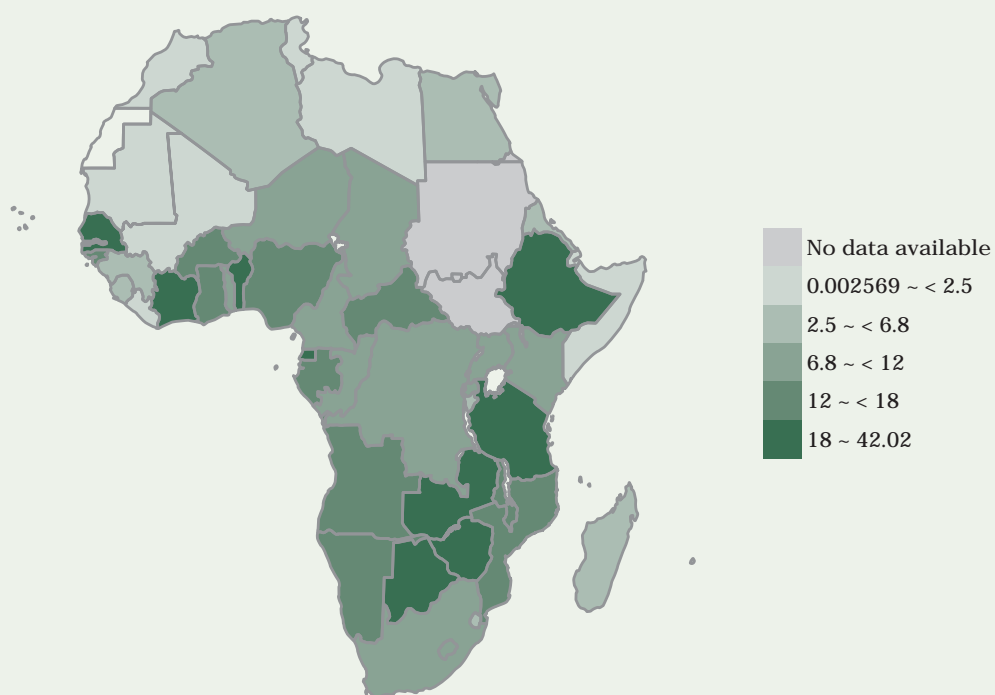 No data available
0.002569 ~ < 2.5
2.5 ~ < 6.8
6.8 ~ < 12
12 ~ < 18
18 ~ 42.02